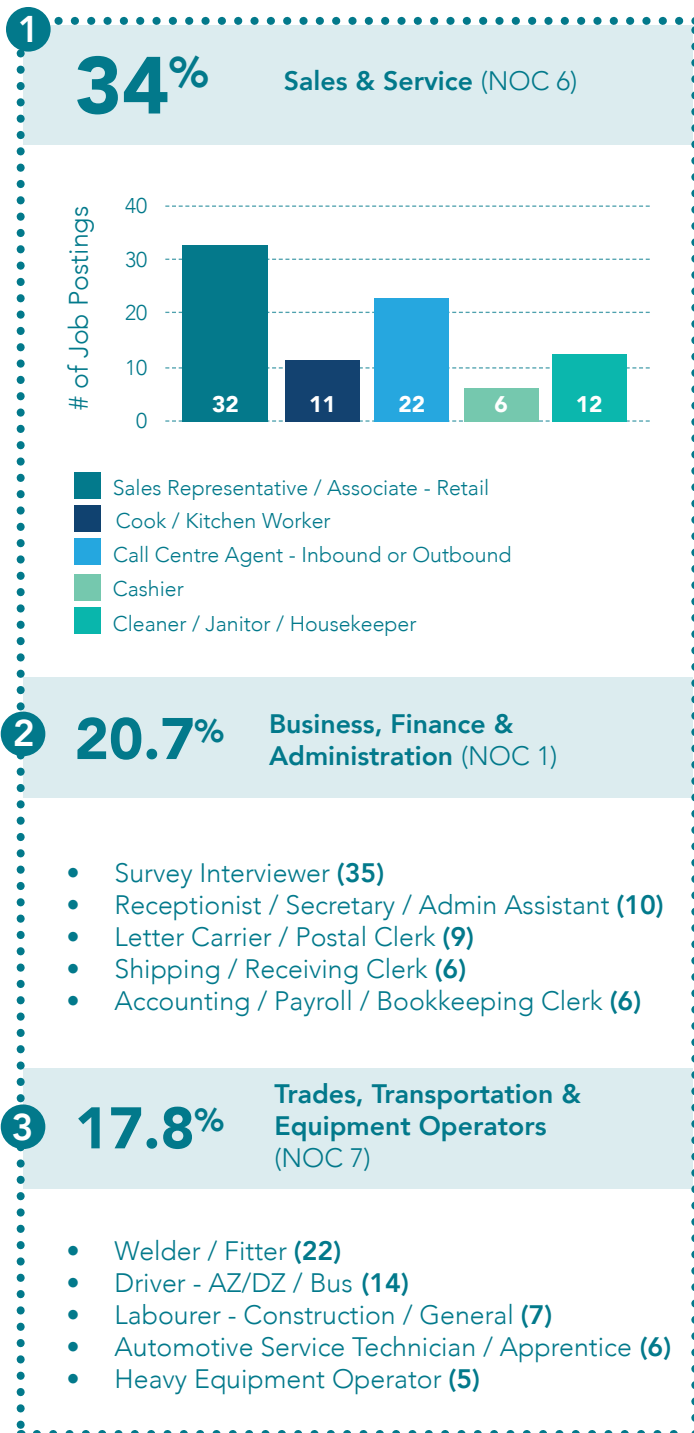 1
34% Sales & Service (NOC 6)
# of Job Postings
40
30
20
10
0
32 11 22 6 12
Sales Representative / Associate - Retail
Cook / Kitchen Worker
Call Centre Agent - Inbound or Outbound
Cashier
Cleaner / Janitor / Housekeeper
2
20.7%
Business, Finance &
Administration (NOC 1)
• Survey Interviewer (35)
• Receptionist / Secretary / Admin Assistant (10)
• Letter Carrier / Postal Clerk (9)
• Shipping / Receiving Clerk (6)
• Accounting / Payroll / Bookkeeping Clerk (6)
3
17.8%
Trades, Transportation &
Equipment Operators
(NOC 7)
• Welder / Fitter (22)
• Driver - AZ/DZ / Bus (14)
• Labourer - Construction / General (7)
• Automotive Service Technician / Apprentice (6)
• Heavy Equipment Operator (5)